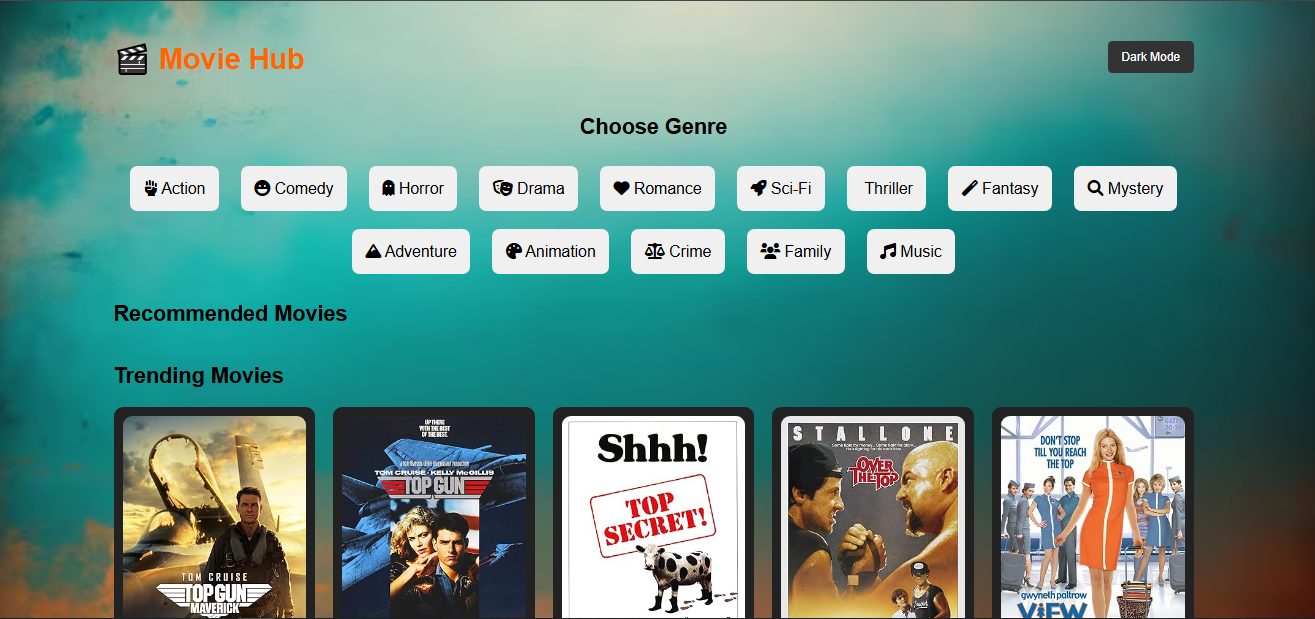 Movie Hub
Dark Mode
Choose Genre
Action Comedy Horror Drama Romance Sci-Fi Thriller Fantasy Mystery
Adventure Animation Crime Family Music
Recommended Movies
Trending Movies
TOM CRUISE
TOP GUN
MAVERICK
UP THERE
WITH THE BEST
OF THE BEST.
TOM CRUISE · KELLY McGILLIS
TOP GUN
Shhh!
TOP
SECRET!
STALLONE
OVER
THE TOP
DON'T STOP
TILL YOU REACH
THE TOP
gwyneth paltrow
VIEW